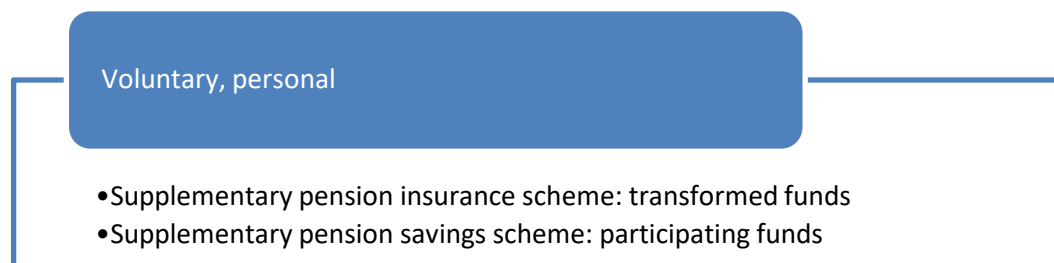 Voluntary, personal
•Supplementary pension insurance scheme: transformed funds
•Supplementary pension savings scheme: participating funds